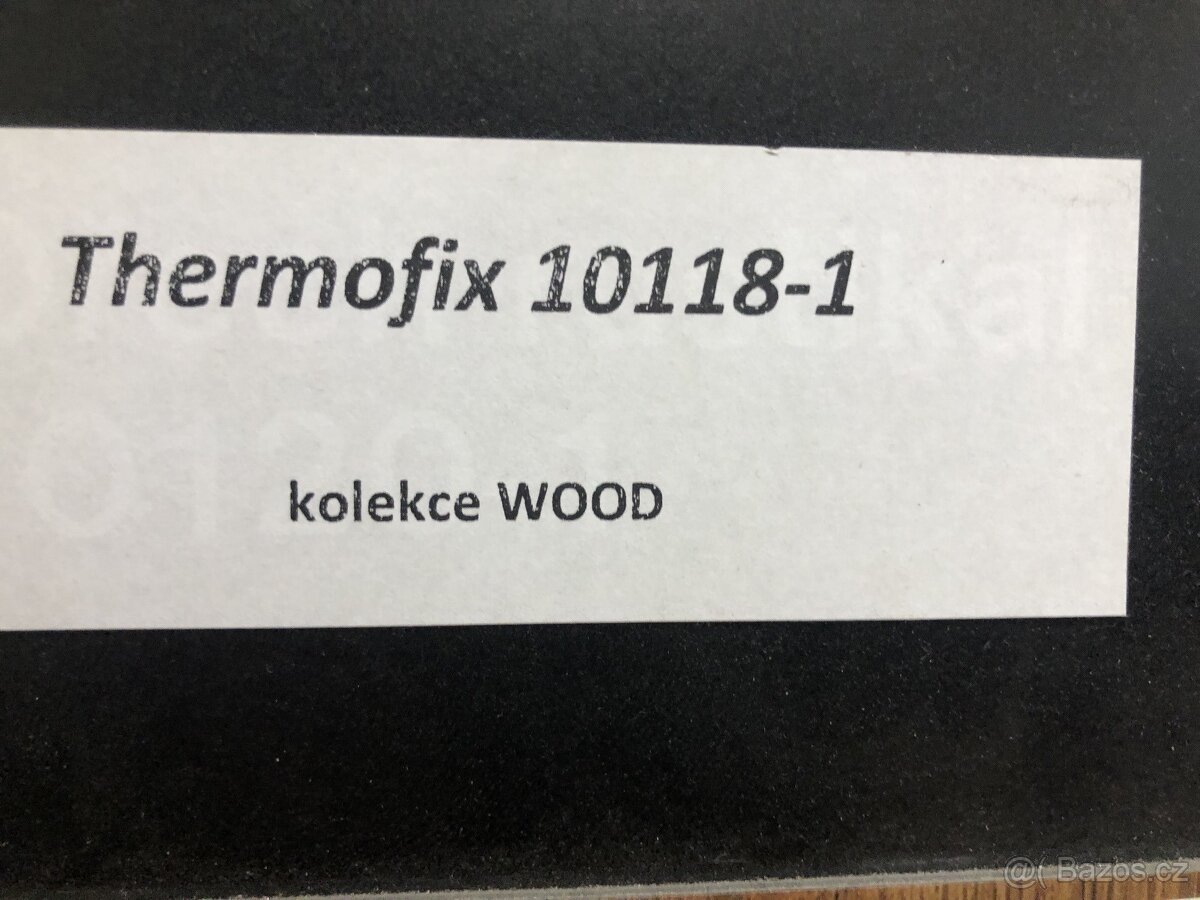 Thermofix 10118-1
kolekce WOOD
@( Bazos.cz